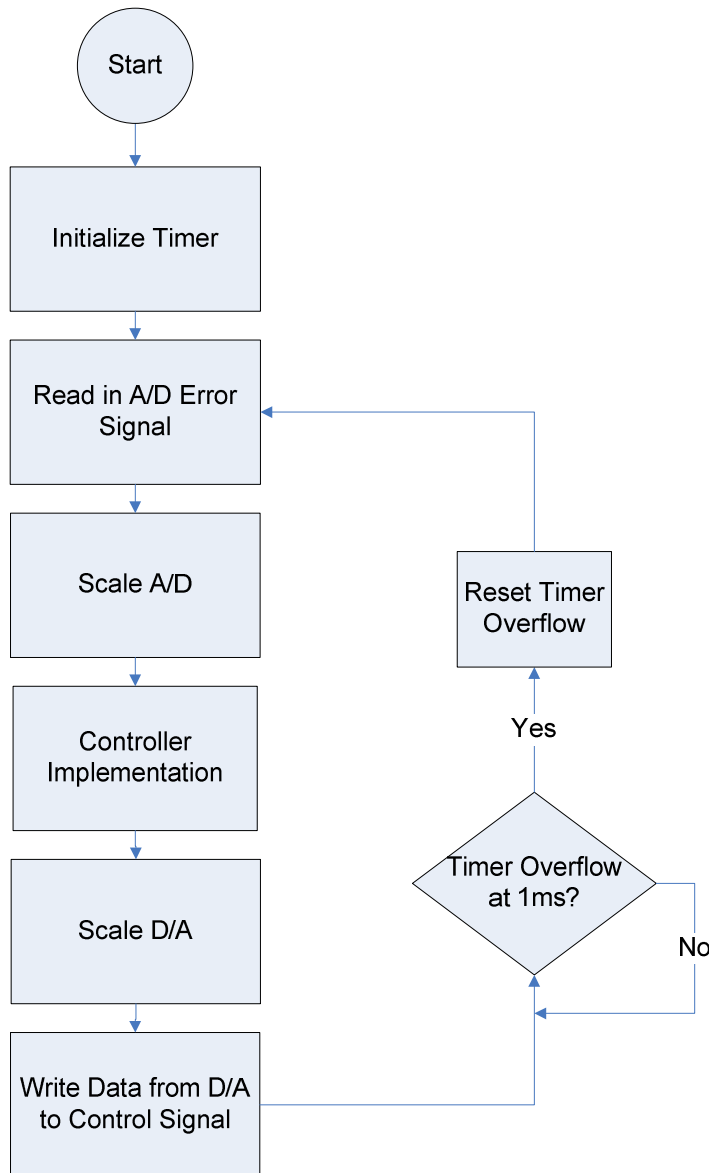 Start
Initialize Timer
Read in A/D Error
Signal
Scale A/D
Controller
Implementation
Scale D/A
Write Data from D/A
to Control Signal
Reset Timer
Overflow
Yes
Timer Overflow
at 1ms?
No